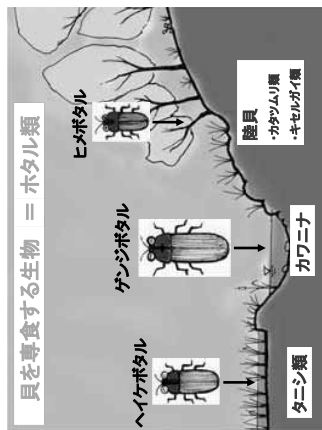 貝を専食する生物 ＝ ホタル類
ヘイケボタル
ゲンジボタル
ヒメボタル
タニシ類
カワニナ
陸貝
・カタツムリ類
・キセルガイ類